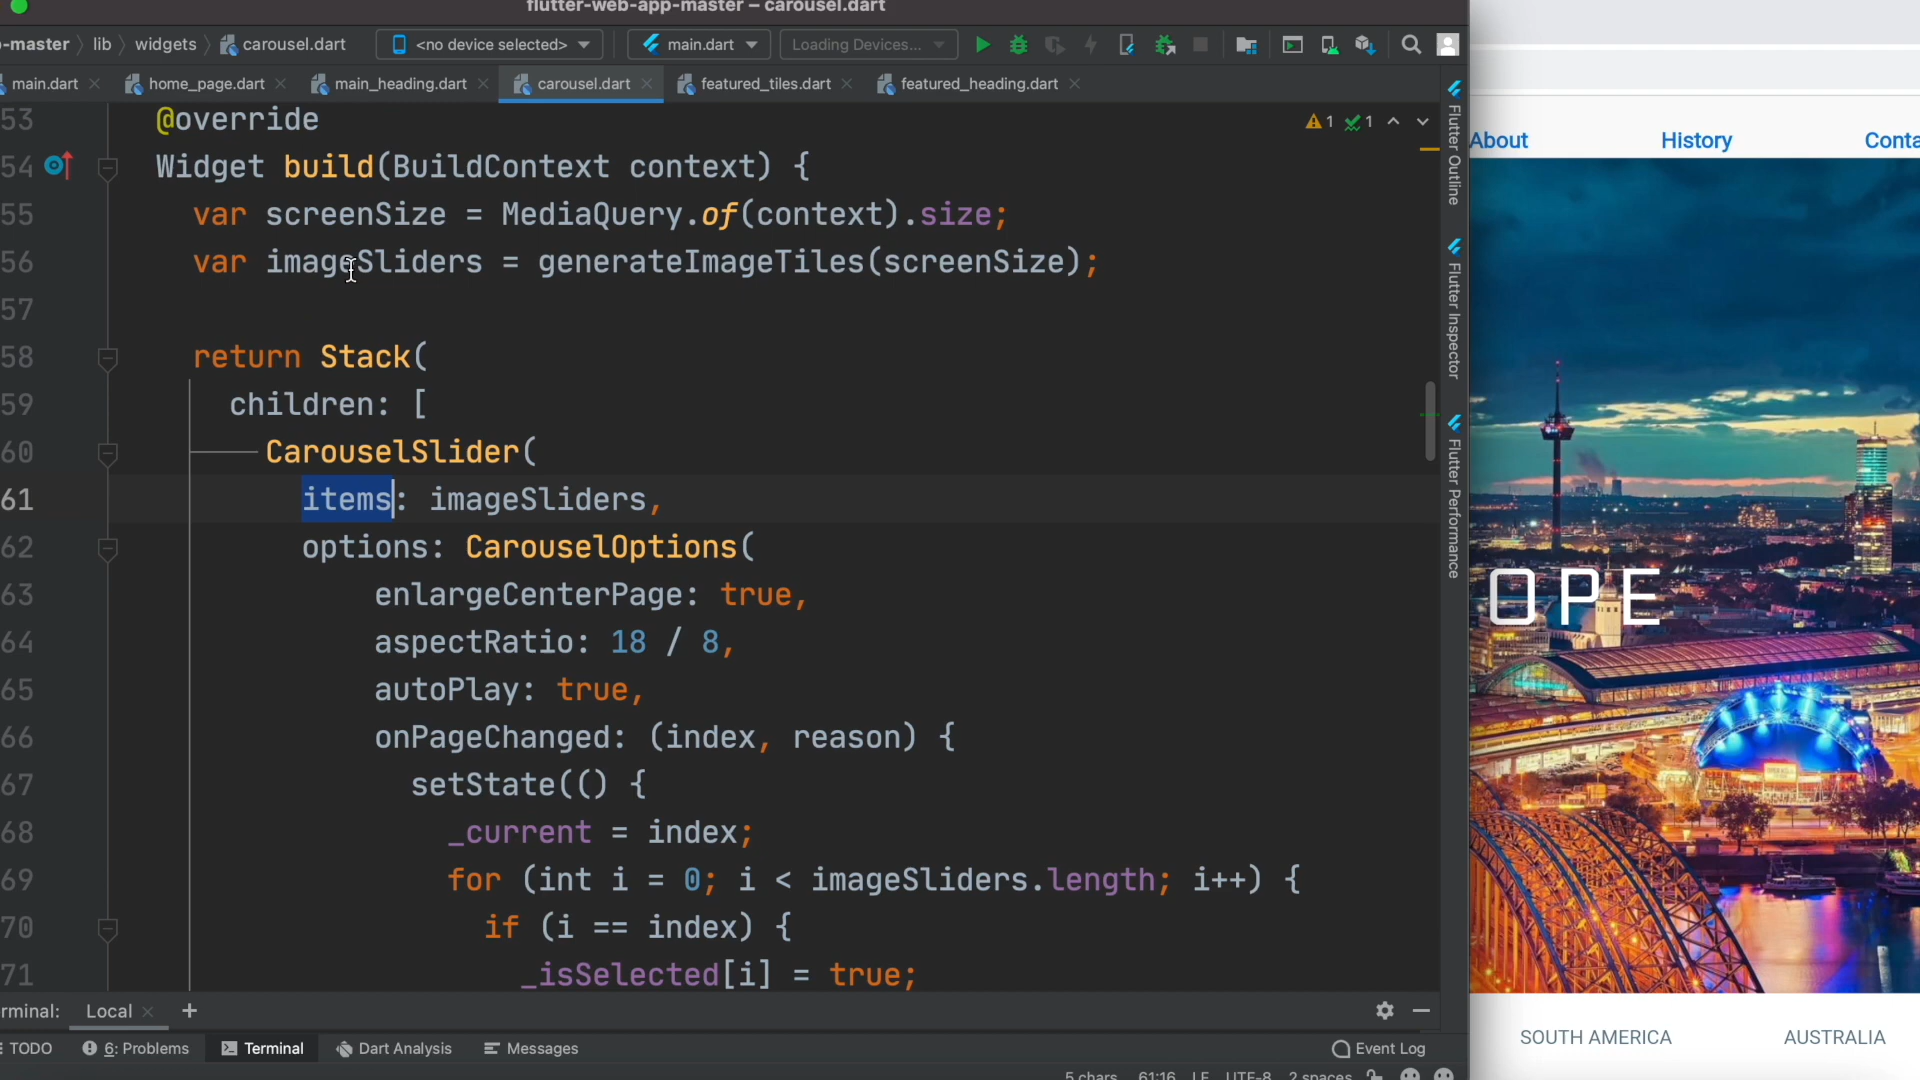 flutter-web-app-master – carousel.dart
-master lib widgets carousel.dart <no device selected> main.dart Loading Devices...
main.dart home_page.dart main_heading.dart carousel.dart featured_tiles.dart featured_heading.dart
53 @override
1 1
54 Widget build(BuildContext context) {
55 var screenSize = MediaQuery.of(context).size;
56 var imageSliders = generateImageTiles(screenSize);
57
58 return Stack(
59 children: [
60 CarouselSlider(
61 items: imageSliders,
62 options: CarouselOptions(
63 enlargeCenterPage: true,
64 aspectRatio: 18 / 8,
65 autoPlay: true,
66 onPageChanged: (index, reason) {
67 setState(() {
68 _current = index;
69 for (int i = 0; i < imageSliders.length; i++) {
70 if (i == index) {
71 _isSelected[i] = true;
Flutter Outline
Flutter Inspector
Flutter Performance
rminal: Local +
TODO 6: Problems Terminal Dart Analysis Messages Event Log
5 chars 61:16 LF UTF-8 2 spaces
About History Conta
OPE
SOUTH AMERICA AUSTRALIA